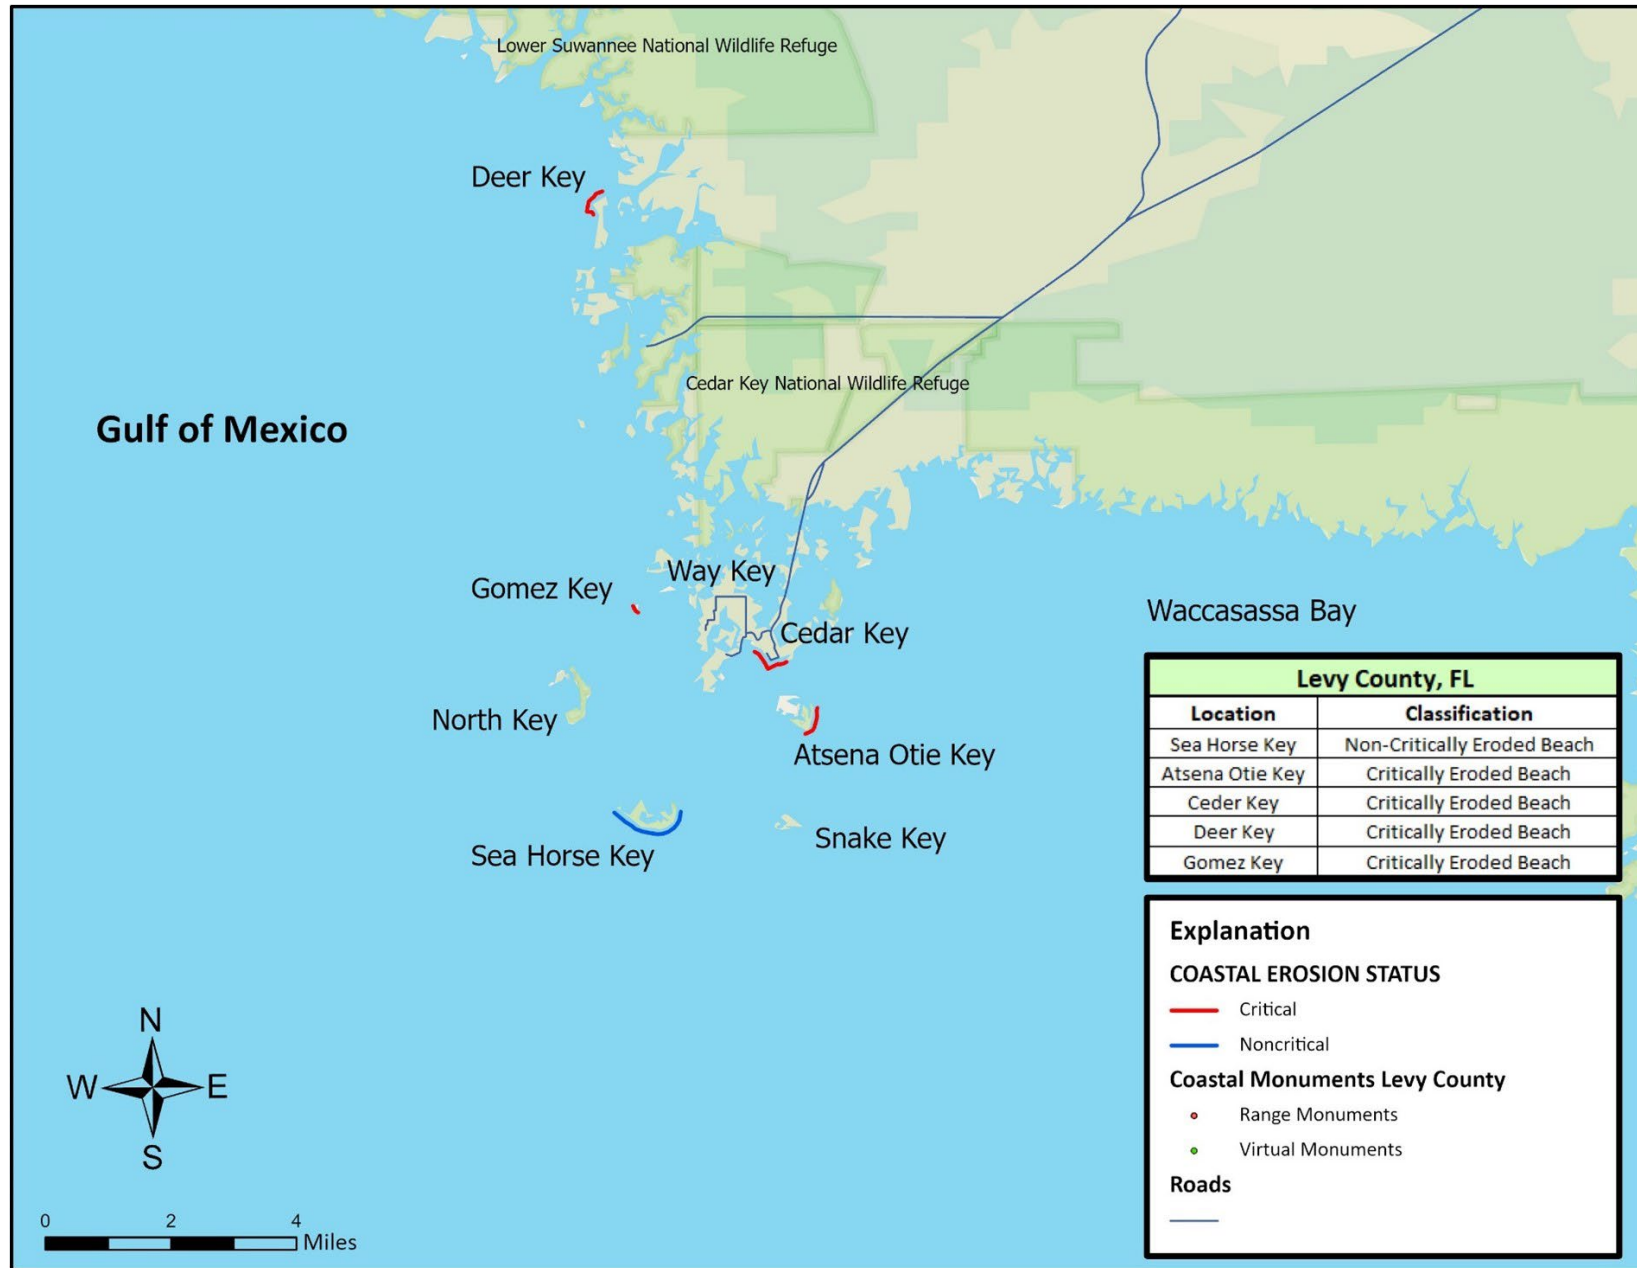 Lower Suwannee National Wildlife Refuge
Deer Key
Cedar Key National Wildlife Refuge
Gulf of Mexico
Way Key
Gomez Key
Waccasassa Bay
Cedar Key
North Key
Atsena Otie Key
Snake Key
Sea Horse Key
Levy County, FL
Location Classification
Sea Horse Key Non-Critically Eroded Beach
Atsena Otie Key Critically Eroded Beach
Ceder Key Critically Eroded Beach
Deer Key Critically Eroded Beach
Gomez Key Critically Eroded Beach
Explanation
COASTAL EROSION STATUS
Critical
Noncritical
Coastal Monuments Levy County
Range Monuments
Virtual Monuments
Roads
N
W E
S
0 2 4
Miles